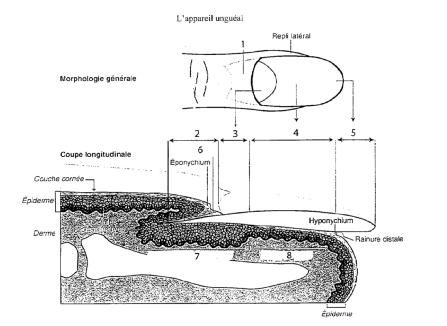 L'appareil unguéal
Repli latéral
1
Morphologie générale
2 3 4 5
6
Coupe longitudinale
Éponychium
Couche cornée
Épiderme
Hyponychium
Derme
Rainure distale
7 8
Épiderme